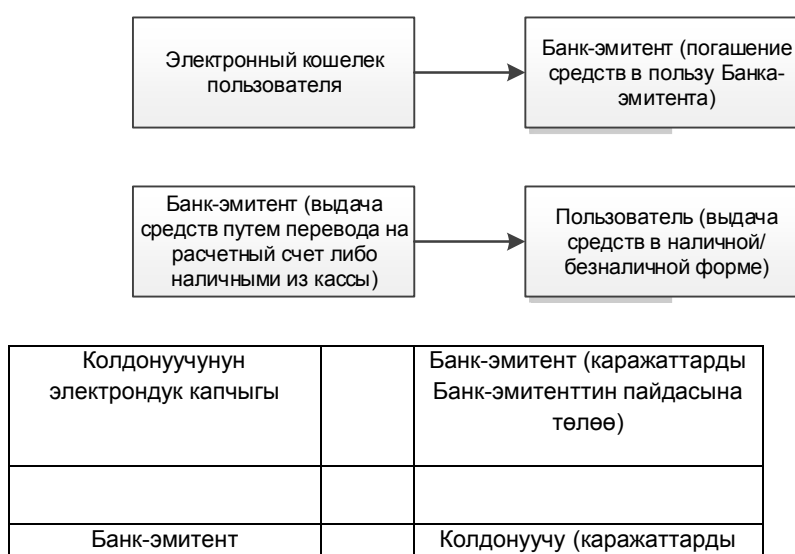 Электронный кошелек
пользователя
Банк-эмитент (погашение
средств в пользу Банка-
эмитента)
Банк-эмитент (выдача
средств путем перевода на
расчетный счет либо
наличными из кассы)
Пользователь (выдача
средств в наличной/
безналичной форме)
Колдонуучунун
электрондук капчыгы
Банк-эмитент (каражаттарды
Банк-эмитенттин пайдасына
төлөө)
Банк-эмитент
Колдонуучу (каражаттарды